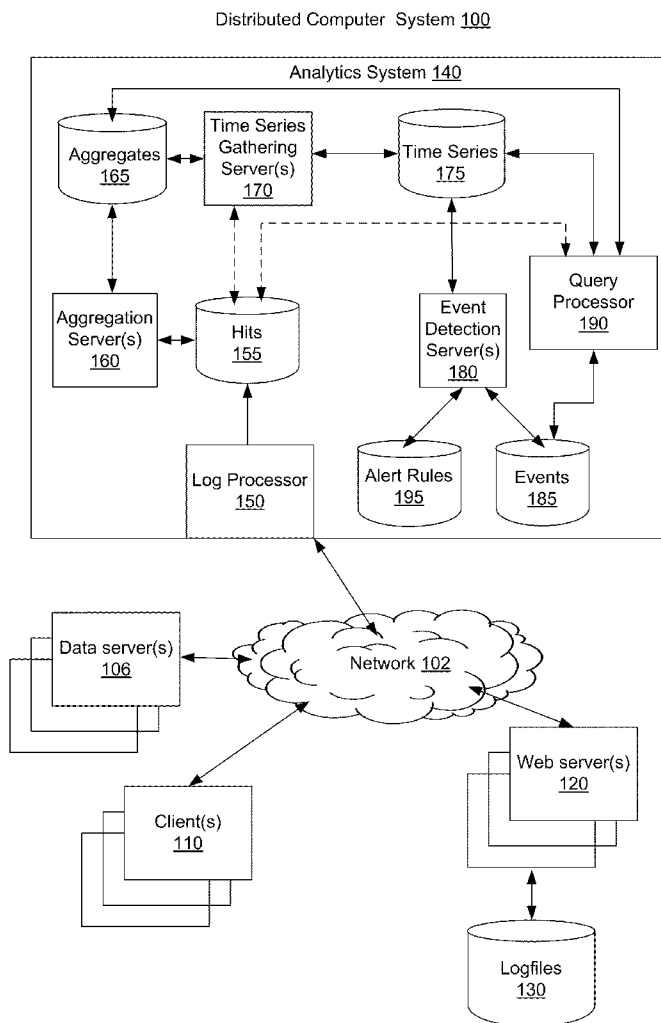 Distributed Computer System 100
Analytics System 140
Aggregates
165
Time Series
Gathering
Server(s)
170
Time Series
175
Aggregation
Server(s)
160
Hits
155
Event
Detection
Server(s)
180
Query
Processor
190
Log Processor
150
Alert Rules
195
Events
185
Data server(s)
106
Network 102
Web server(s)
120
Client(s)
110
Logfiles
130